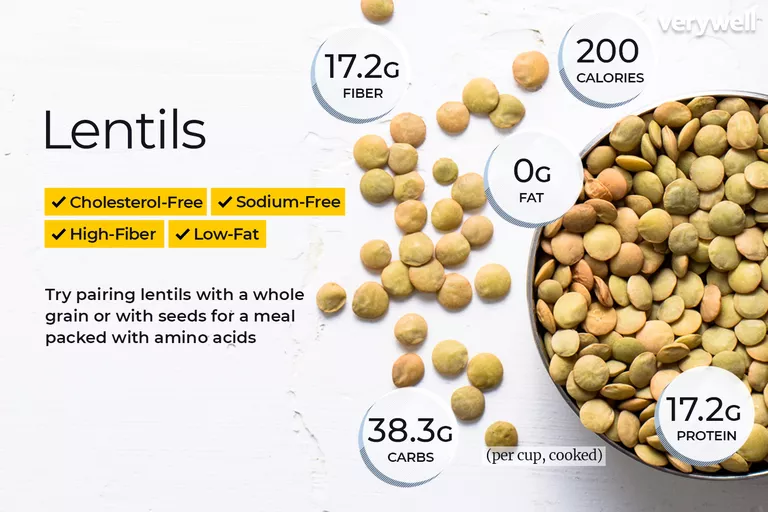 verywell
17.2G
FIBER
200
CALORIES
Lentils
0G
FAT
Cholesterol-Free
Sodium-Free
High-Fiber
Low-Fat
Try pairing lentils with a whole
grain or with seeds for a meal
packed with amino acids
38.3G
CARBS
17.2G
PROTEIN
(per cup, cooked)